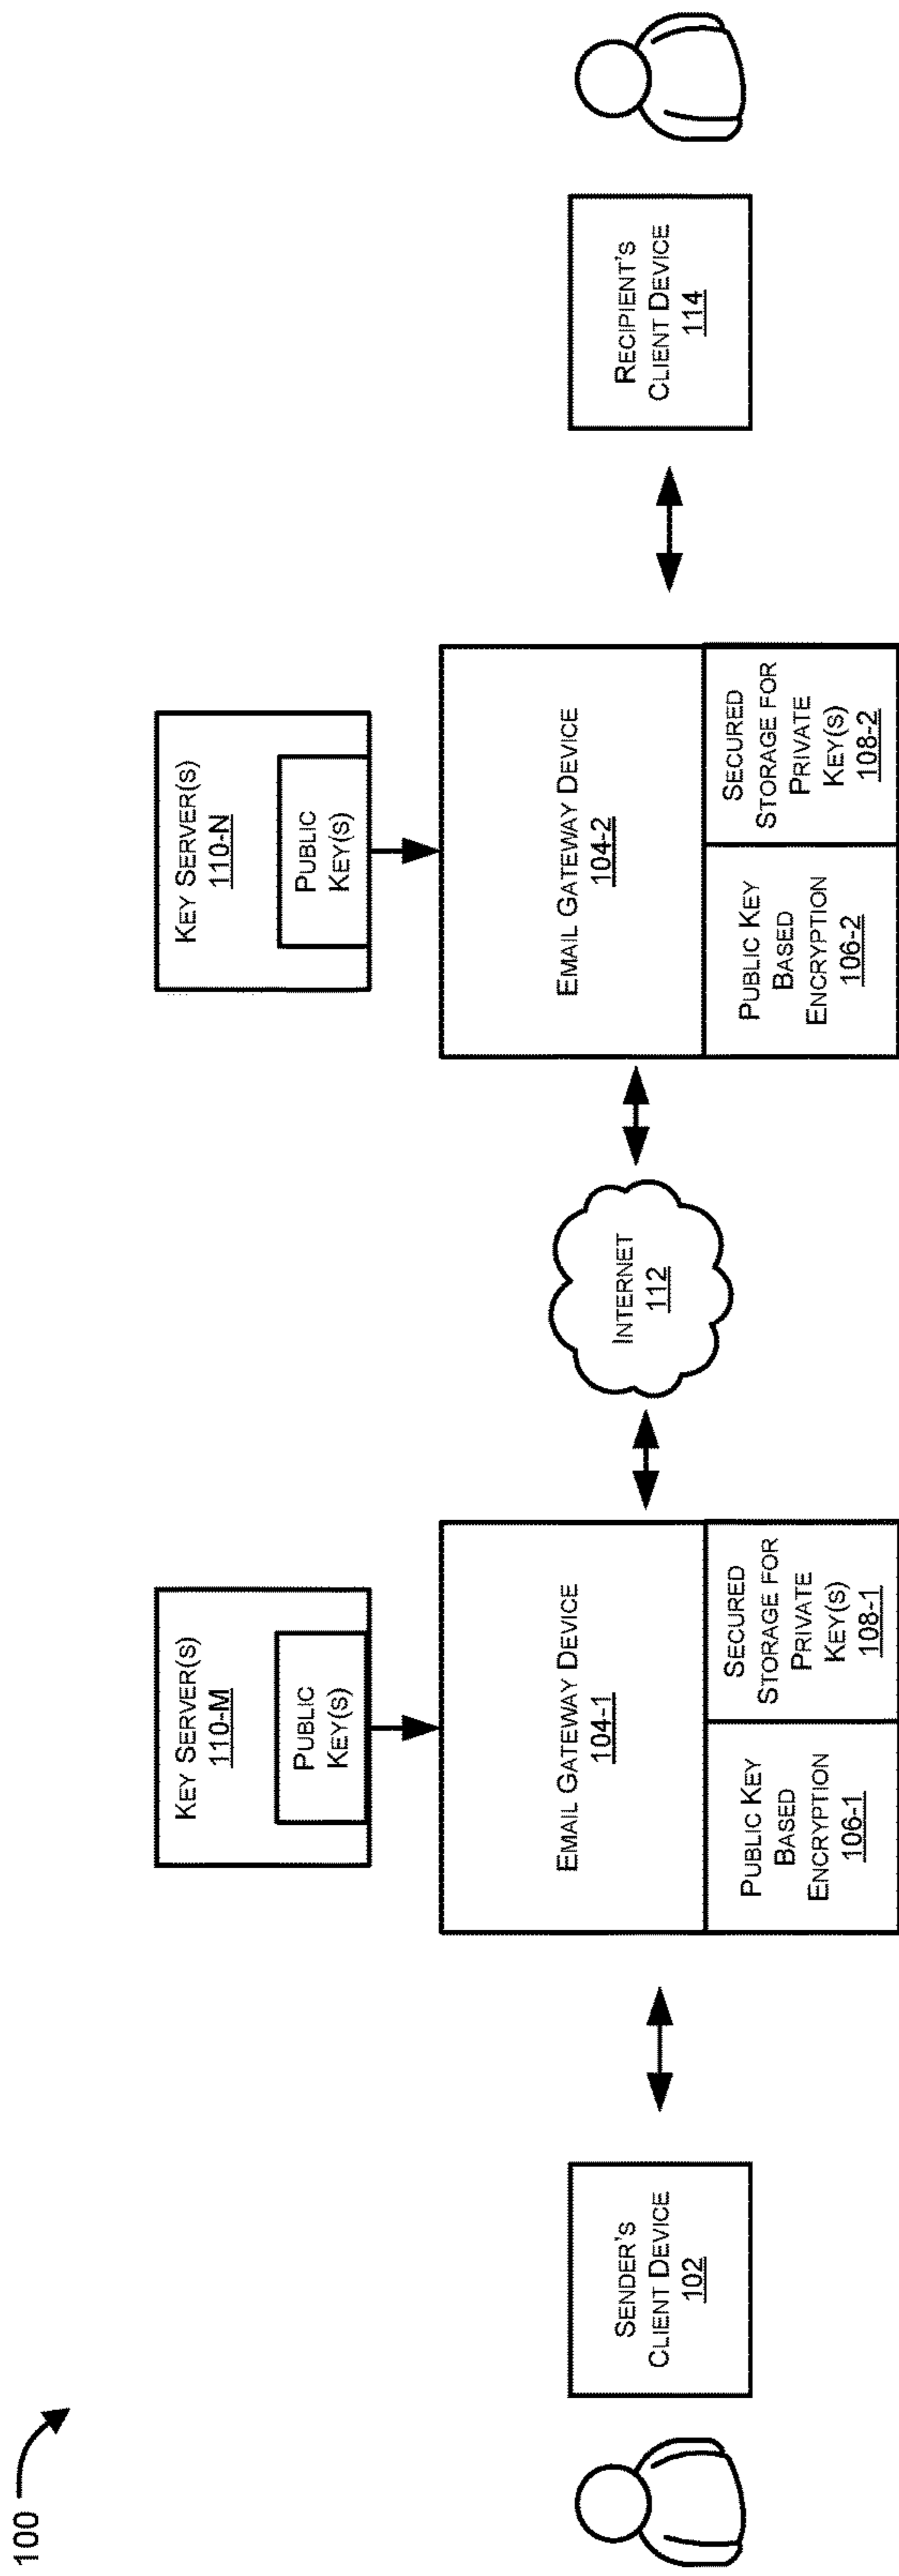 100
SENDER'S
CLIENT DEVICE
102
KEY SERVER(S)
110-M
PUBLIC
KEY(S)
EMAIL GATEWAY DEVICE
104-1
PUBLIC KEY
BASED
ENCRYPTION
106-1
SECURED
STORAGE FOR
PRIVATE
KEY(S)
108-1
INTERNET
112
KEY SERVER(S)
110-N
PUBLIC
KEY(S)
EMAIL GATEWAY DEVICE
104-2
PUBLIC KEY
BASED
ENCRYPTION
106-2
SECURED
STORAGE FOR
PRIVATE
KEY(S)
108-2
RECIPIENT'S
CLIENT DEVICE
114